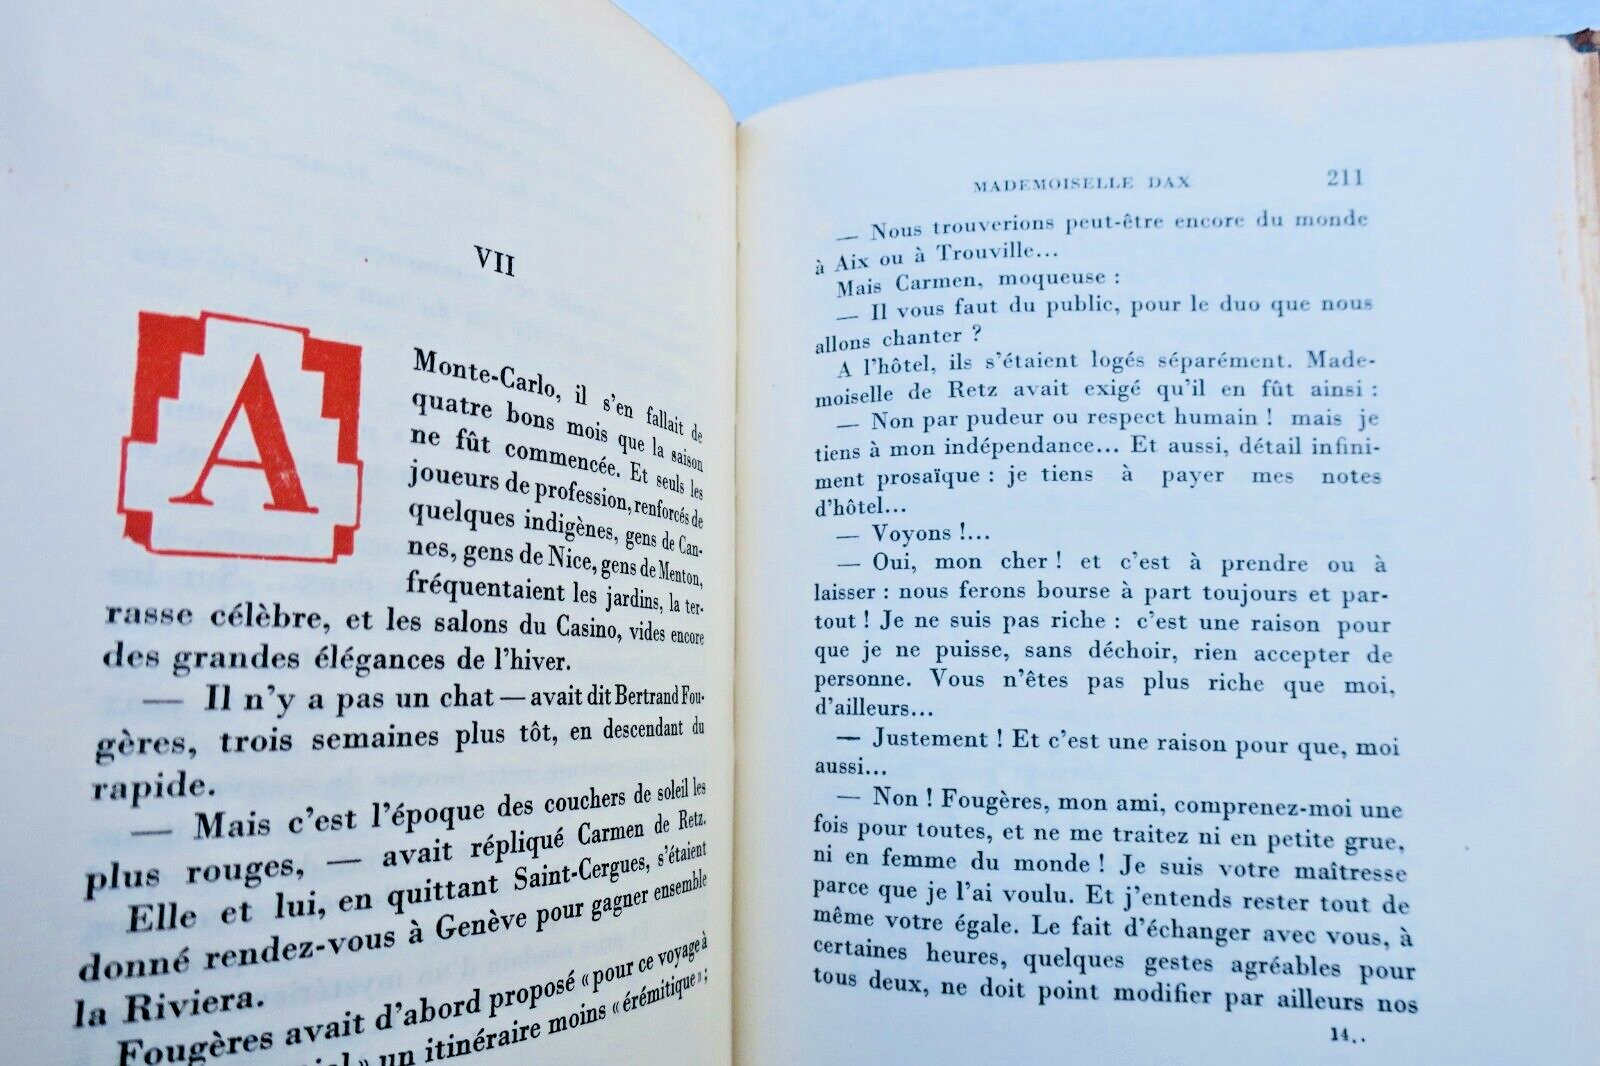 VII
A
Monte-Carlo, il s'en fallait de
quatre bons mois que la saison
ne fût commencée. Et seuls les
joueurs de profession, renforcés de
quelques indigènes, gens de Can-
nes, gens de Nice, gens de Menton,
fréquentaient les jardins, la ter-
rasse célèbre, et les salons du Casino, vides encore
des grandes élégances de l'hiver.
— Il n'y a pas un chat — avait dit Bertrand Fou-
gères, trois semaines plus tôt, en descendant du
rapide.
— Mais c'est l'époque des couchers de soleil les
plus rouges, — avait répliqué Carmen de Retz.
Elle et lui, en quittant Saint-Cergues, s'étaient
donné rendez-vous à Genève pour gagner ensemble
la Riviera.
Fougères avait d'abord proposé « pour ce voyage à
» un itinéraire moins « érémitique » ;
MADEMOISELLE DAX 211
— Nous trouverions peut-être encore du monde
à Aix ou à Trouville...
Mais Carmen, moqueuse :
— Il vous faut du public, pour le duo que nous
allons chanter ?
A l'hôtel, ils s'étaient logés séparément. Made-
moiselle de Retz avait exigé qu'il en fût ainsi :
— Non par pudeur ou respect humain ! mais je
tiens à mon indépendance... Et aussi, détail infini-
ment prosaïque : je tiens à payer mes notes
d'hôtel...
— Voyons !...
— Oui, mon cher ! et c'est à prendre ou à
laisser : nous ferons bourse à part toujours et par-
tout ! Je ne suis pas riche : c'est une raison pour
que je ne puisse, sans déchoir, rien accepter de
personne. Vous n'êtes pas plus riche que moi,
d'ailleurs...
— Justement ! Et c'est une raison pour que, moi
aussi...
— Non ! Fougères, mon ami, comprenez-moi une
fois pour toutes, et ne me traitez ni en petite grue,
ni en femme du monde ! Je suis votre maîtresse
parce que je l'ai voulu. Et j'entends rester tout de
même votre égale. Le fait d'échanger avec vous, à
certaines heures, quelques gestes agréables pour
tous deux, ne doit point modifier par ailleurs nos
14..